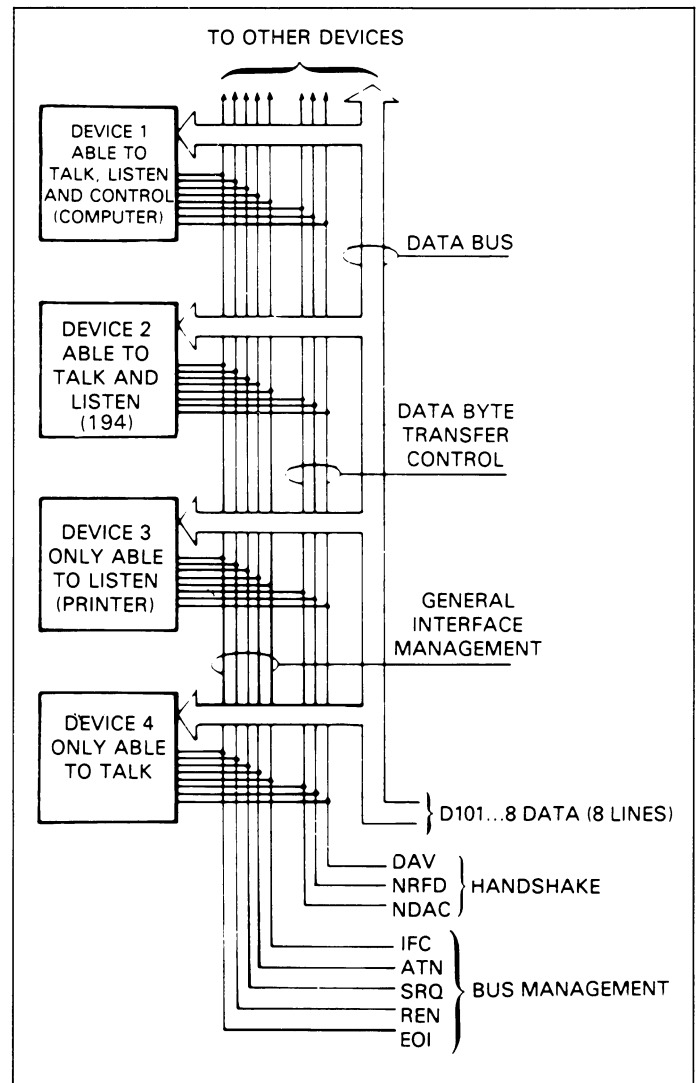 TO OTHER DEVICES
DEVICE 1
ABLE TO
TALK, LISTEN
AND CONTROL
(COMPUTER)
DATA BUS
DEVICE 2
ABLE TO
TALK AND
LISTEN
(194)
DATA BYTE
TRANSFER
CONTROL
DEVICE 3
ONLY ABLE
TO LISTEN
(PRINTER)
GENERAL
INTERFACE
MANAGEMENT
DEVICE 4
ONLY ABLE
TO TALK
D101...8 DATA (8 LINES)
DAV
NRFD
NDAC
HANDSHAKE
IFC
ATN
SRQ
REN
EOI
BUS MANAGEMENT